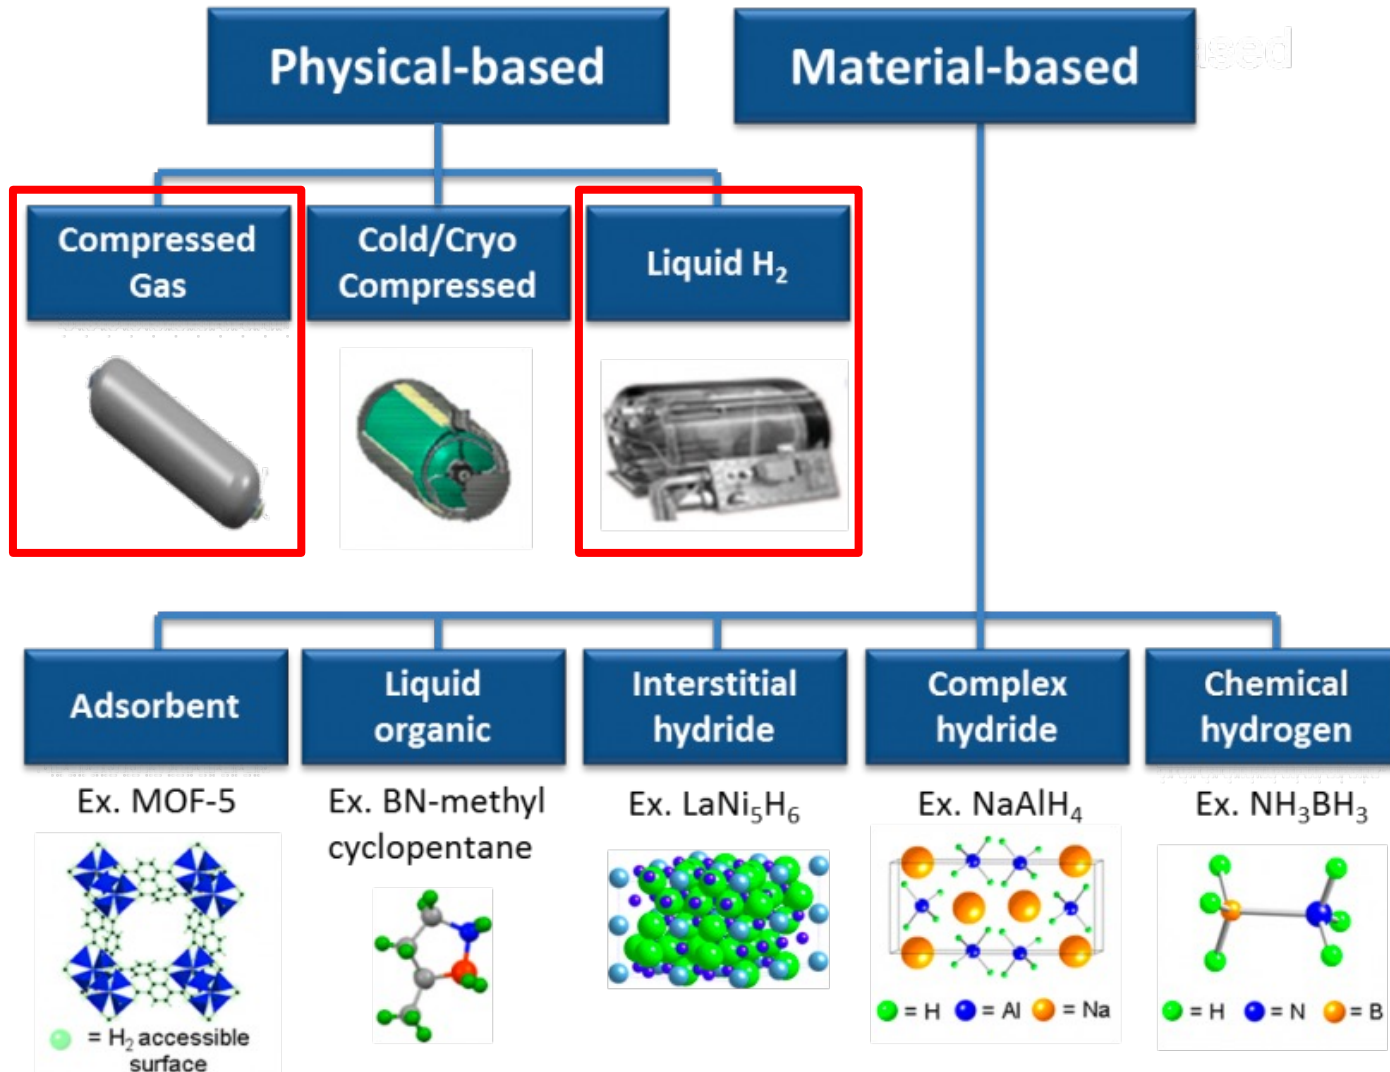 Physical-based
Material-based
ased
Compressed
Gas
Cold/Cryo
Compressed
Liquid H₂
Adsorbent
Liquid
organic
Interstitial
hydride
Complex
hydride
Chemical
hydrogen
Ex. MOF-5
Ex. BN-methyl
cyclopentane
Ex. LaNi₅H₆
Ex. NaAlH₄
Ex. NH₃BH₃
= H₂ accessible
surface
= H = Al = Na
= H = N = B